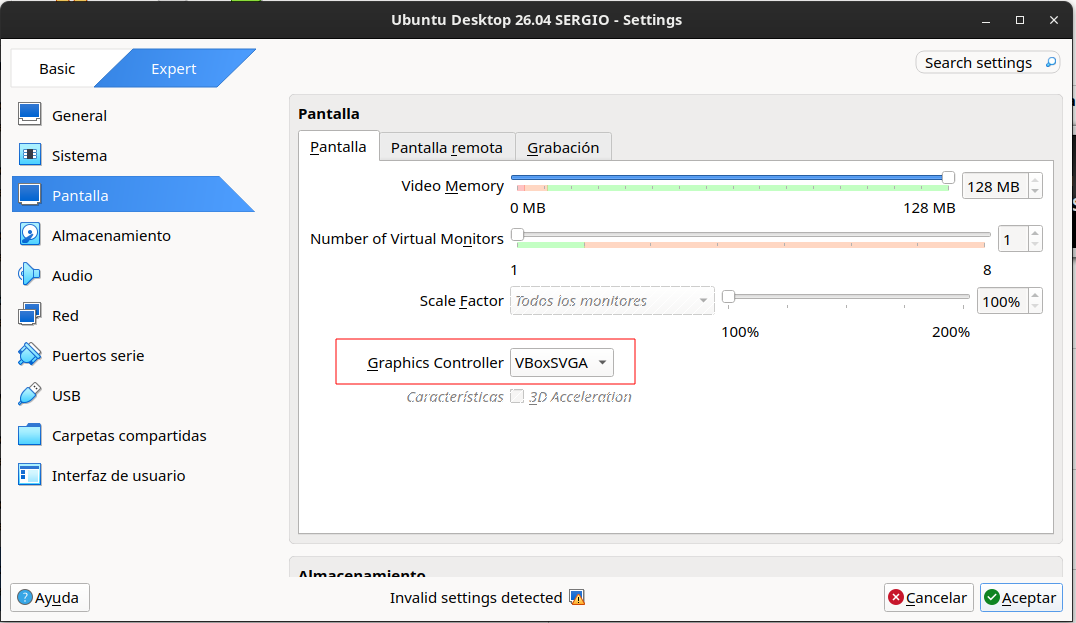 Ubuntu Desktop 26.04 SERGIO - Settings
Basic
Expert
Search settings
General
Sistema
Pantalla
Almacenamiento
Audio
Red
Puertos serie
USB
Carpetas compartidas
Interfaz de usuario
Pantalla
Pantalla
Pantalla remota
Grabación
Video Memory
128 MB
0 MB
128 MB
Number of Virtual Monitors
1
1
8
Scale Factor
Todos los monitores
100%
100%
200%
Graphics Controller
VBoxSVGA
Características
3D Acceleration
Almacenamiento
Ayuda
Invalid settings detected
Cancelar
Aceptar